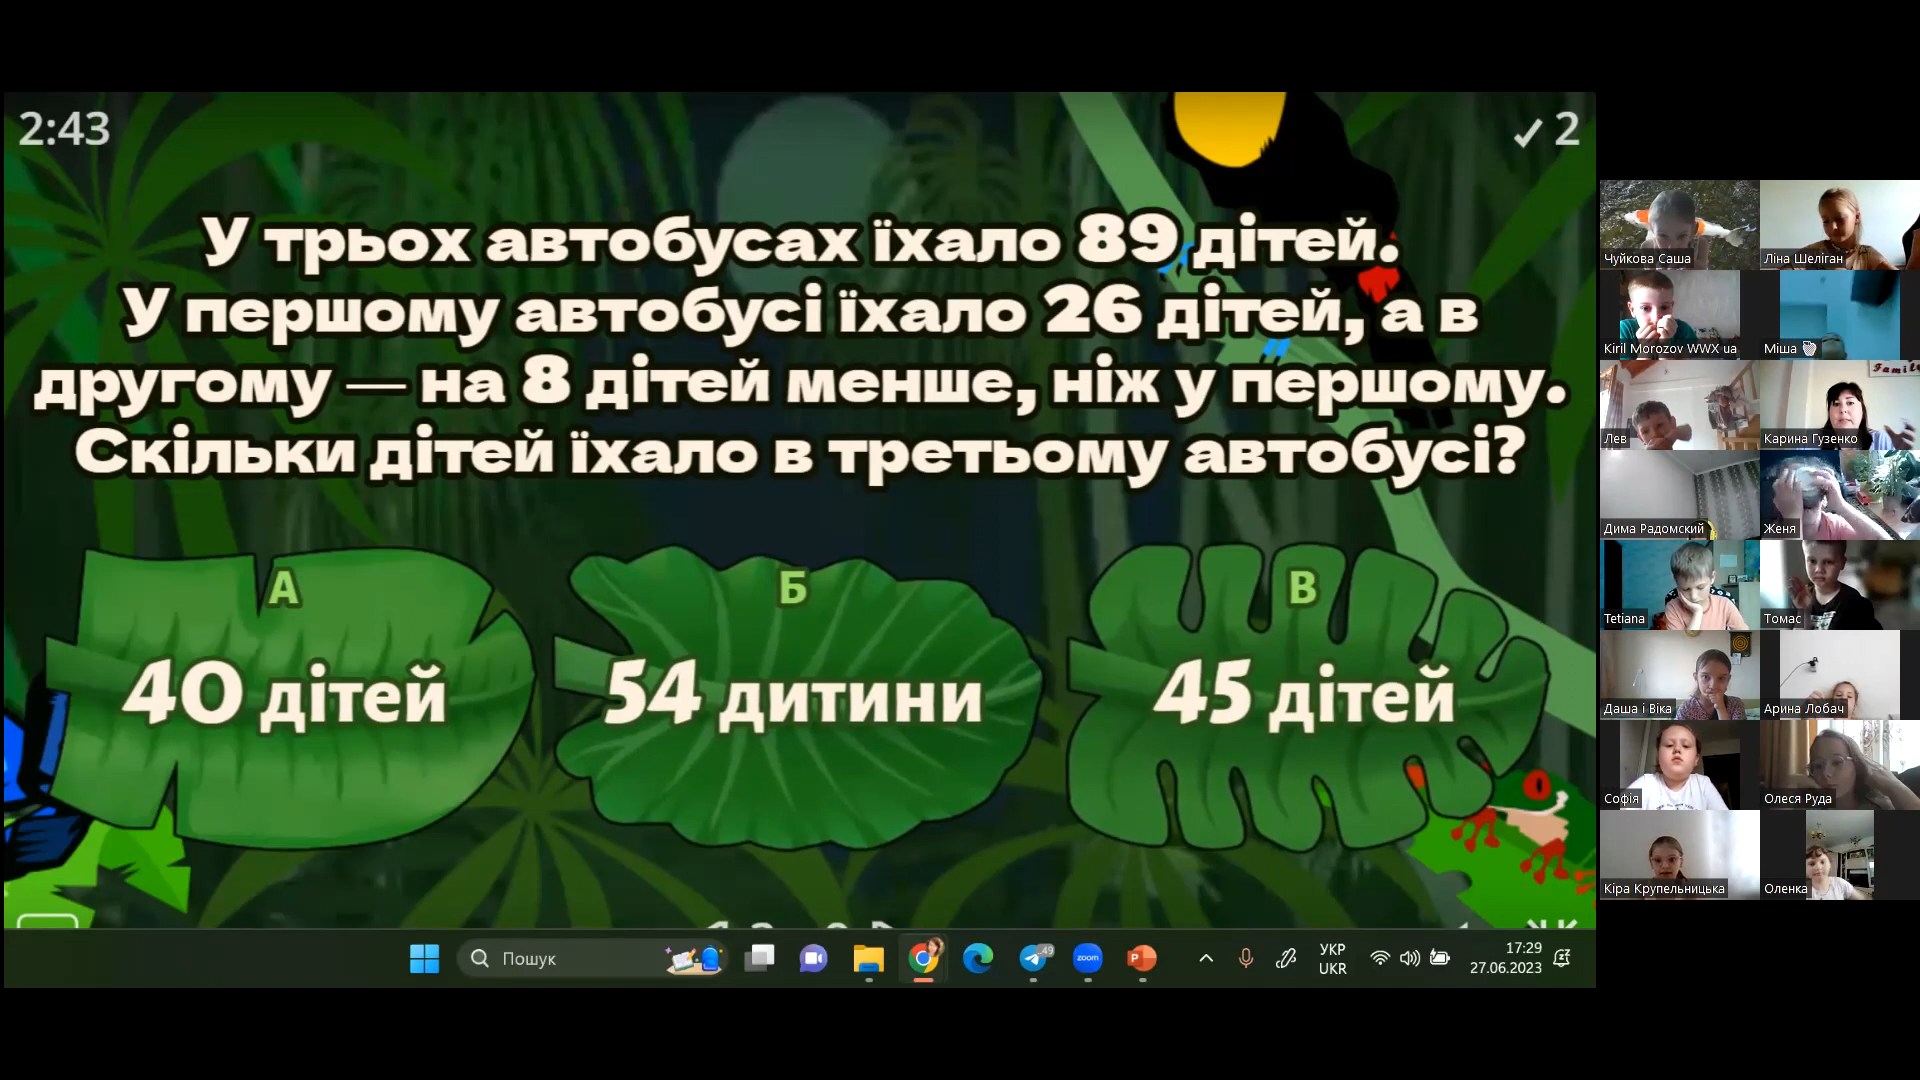 2:43
✓ 2
У трьох автобусах їхало 89 дітей.
У першому автобусі їхало 26 дітей, а в
другому — на 8 дітей менше, ніж у першому.
Скільки дітей їхало в третьому автобусі?
А
40 дітей
Б
54 дитини
В
45 дітей
Пошук
49
zoom
P
УКР
UKR
17:29
27.06.2023
Чуйкова Саша
Ліна Шеліган
Kiril Morozov WWX ua
Міша
Лев
Family
Карина Гузенко
Дима Радомский
Женя
Tetiana
Томас
Даша і Віка
Арина Лобач
Софія
Олеся Руда
Кіра Крупельницька
Оленка